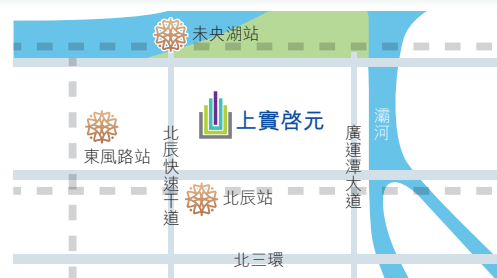 未央湖站
上實啓元
灞河
東風路站
北辰快速干道
廣運潭大道
北辰站
北三環